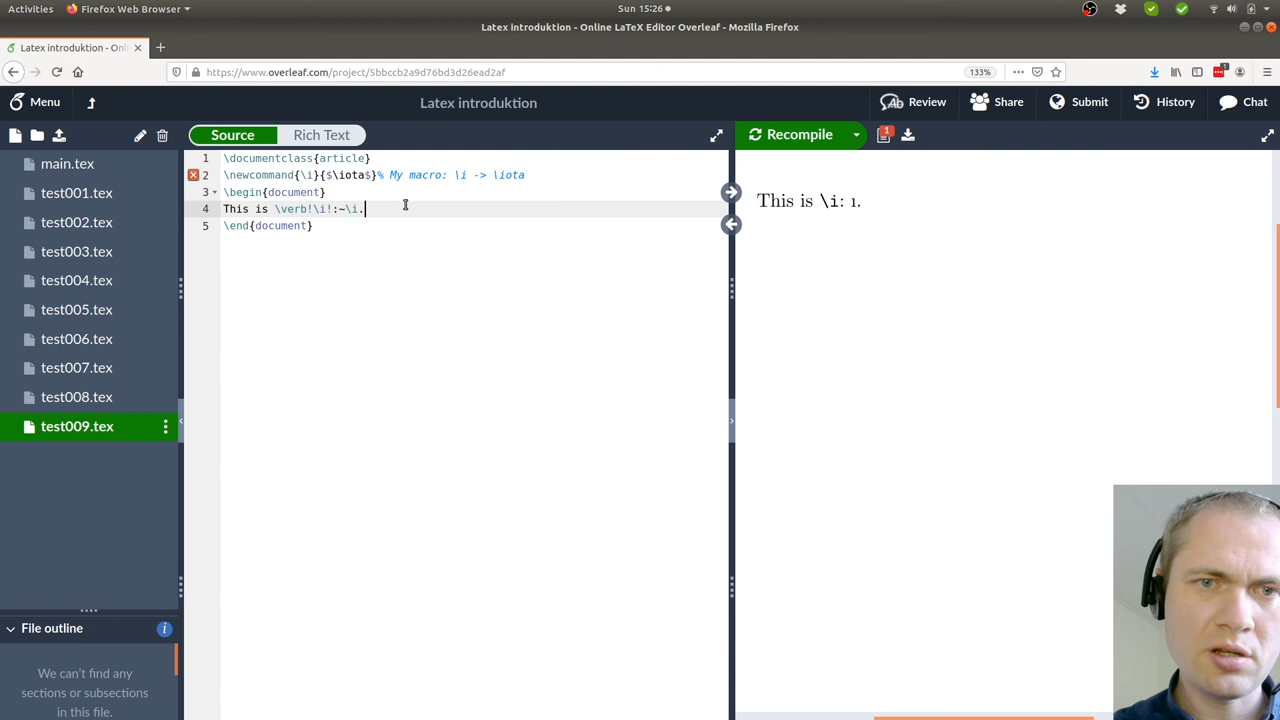 Activities
Firefox Web Browser
Sun 15:26
Latex introduktion - Online LaTeX Editor Overleaf - Mozilla Firefox
Latex introduktion - Onl
https://www.overleaf.com/project/5bbccb2a9d76bd3d26ead2af
133%
1
Menu
Latex introduktion
Review
Share
Submit
History
Chat
Source
Rich Text
Recompile
1
main.tex
test001.tex
test002.tex
test003.tex
test004.tex
test005.tex
test006.tex
test007.tex
test008.tex
test009.tex
File outline
We can't find any
sections or subsections
in this file.
1 \documentclass{article}
2 \newcommand{\i}{$\iota$}% My macro: \i -> \iota
3 \begin{document}
4 This is \verb!\i!:~\i.
5 \end{document}
This is \i: ı.